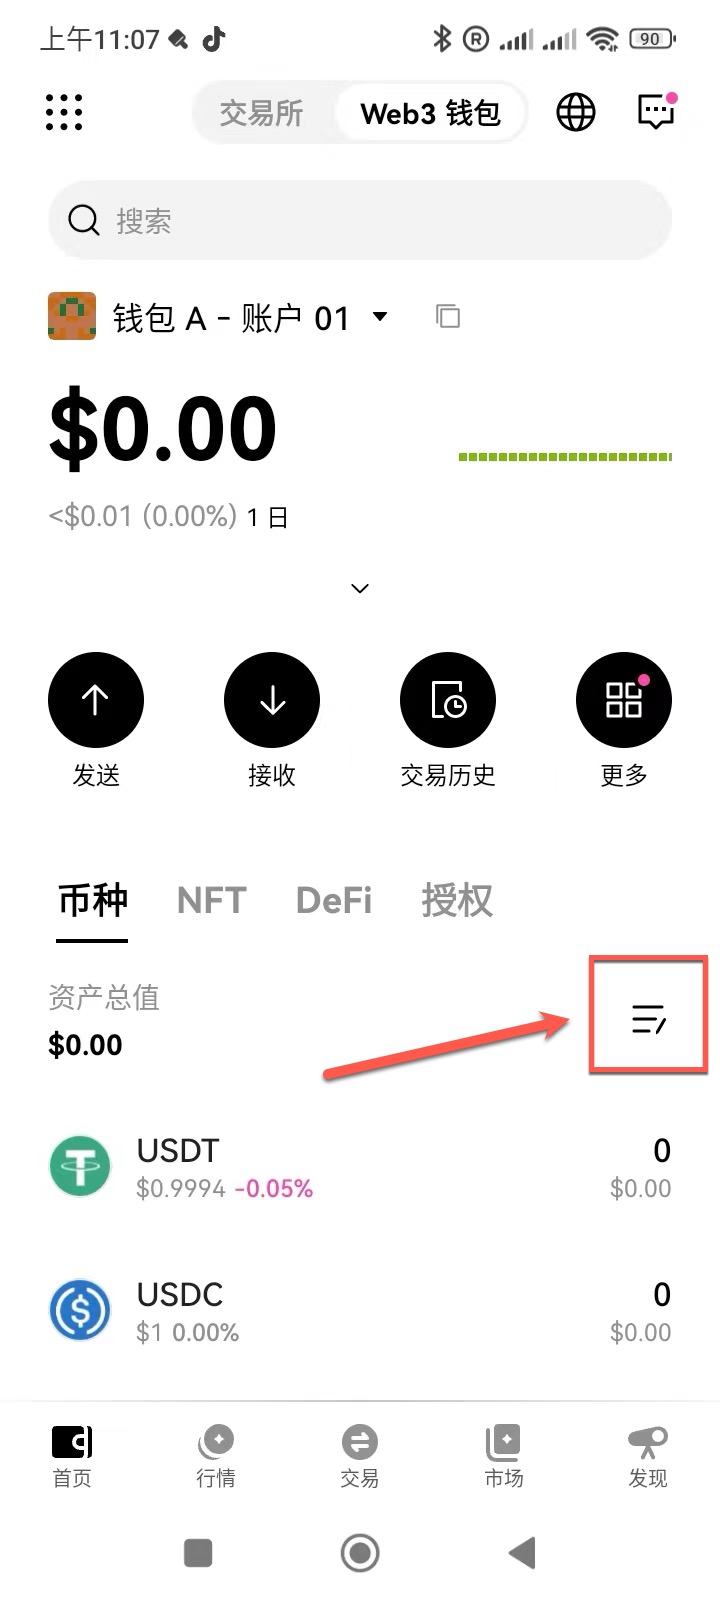 上午11:07
90
交易所
Web3 钱包
搜索
钱包 A - 账户 01
$0.00
<$0.01 (0.00%) 1 日
发送
接收
交易历史
更多
币种
NFT
DeFi
授权
资产总值
$0.00
USDT
0
$0.9994 -0.05%
$0.00
USDC
0
$1 0.00%
$0.00
首页
行情
交易
市场
发现